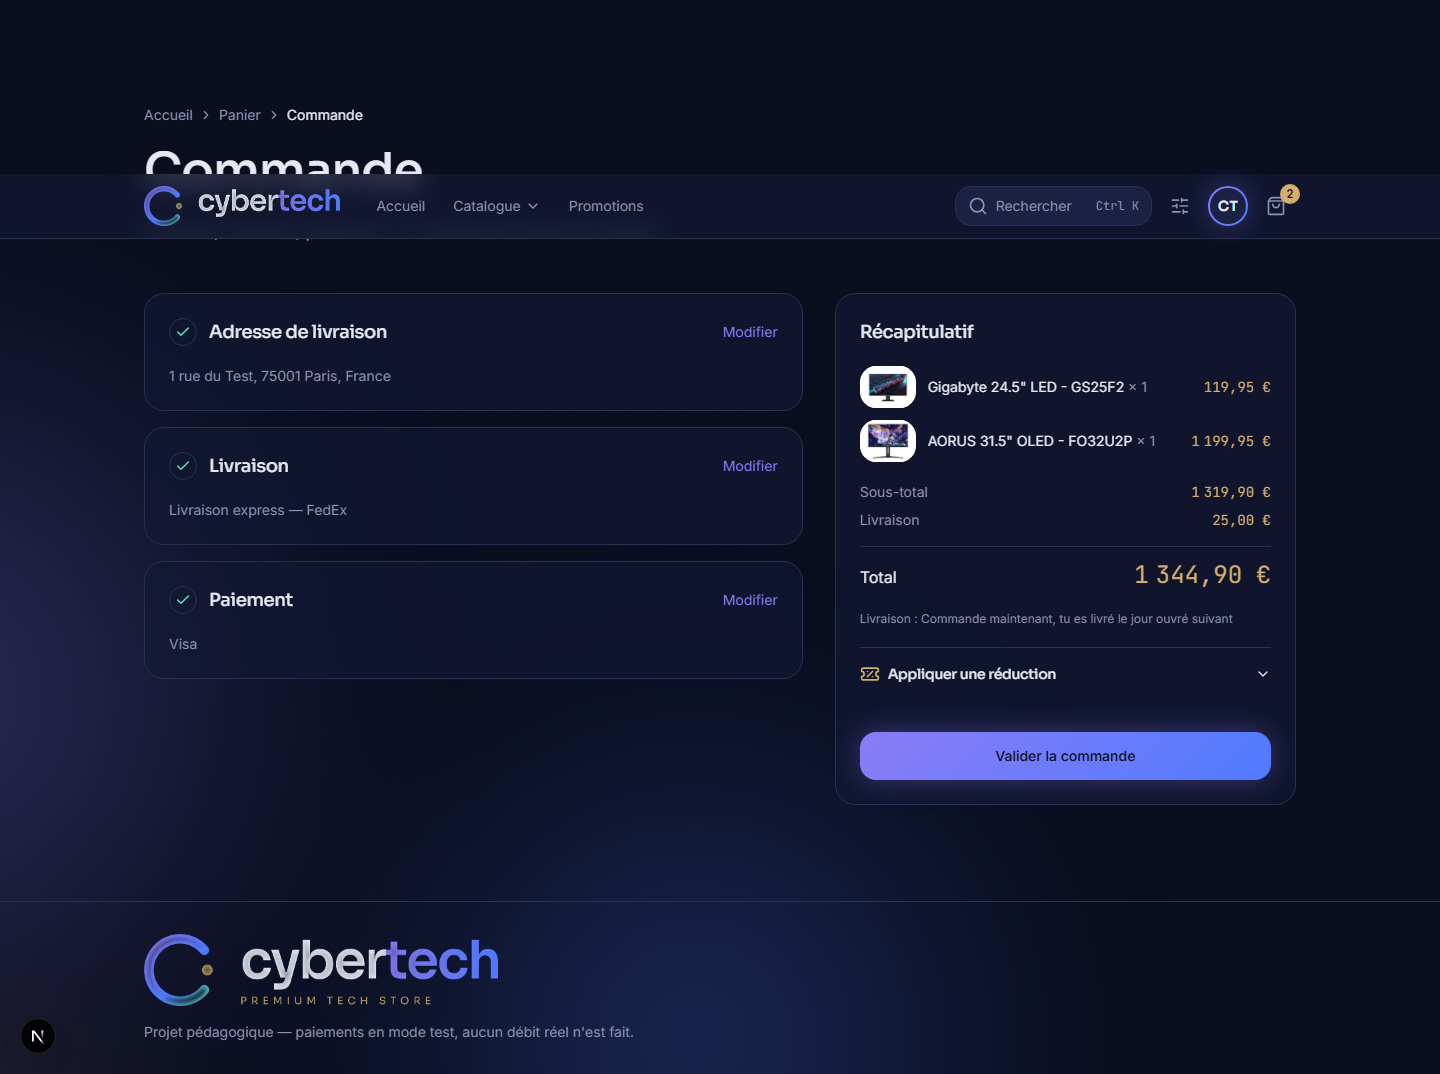 Accueil > Panier > Commande
Commande
cybertech Accueil Catalogue Promotions Rechercher Ctrl K CT 2
Adresse de livraison Modifier
1 rue du Test, 75001 Paris, France
Livraison Modifier
Livraison express — FedEx
Paiement Modifier
Visa
Récapitulatif
Gigabyte 24.5" LED - GS25F2 × 1 119,95 €
AORUS 31.5" OLED - FO32U2P × 1 1 199,95 €
Sous-total 1 319,90 €
Livraison 25,00 €
Total 1 344,90 €
Livraison : Commande maintenant, tu es livré le jour ouvré suivant
Appliquer une réduction
Valider la commande
cybertech
PREMIUM TECH STORE
Projet pédagogique — paiements en mode test, aucun débit réel n'est fait.
N